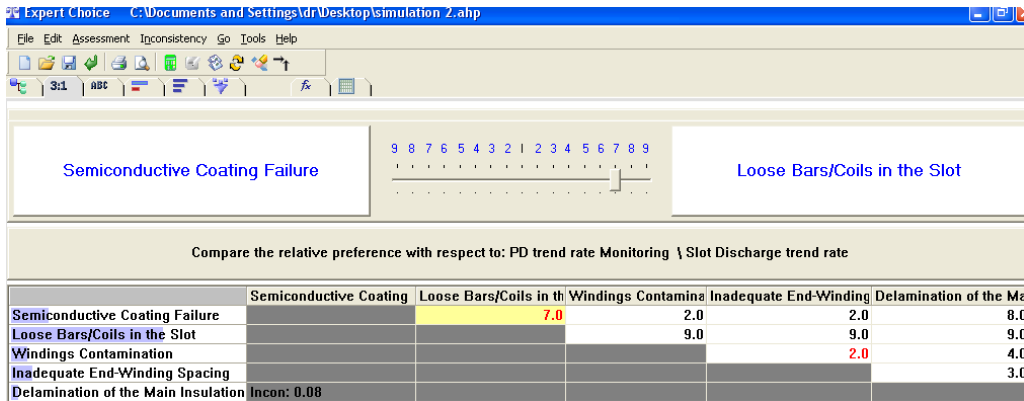 Expert Choice C:\Documents and Settings\dr\Desktop\simulation 2.ahp
File Edit Assessment Inconsistency Go Tools Help
3:1 ABC fx
9 8 7 6 5 4 3 2 1 2 3 4 5 6 7 8 9
Semiconductive Coating Failure Loose Bars/Coils in the Slot
Compare the relative preference with respect to: PD trend rate Monitoring \ Slot Discharge trend rate
Semiconductive Coating Loose Bars/Coils in th Windings Contamina Inadequate End-Winding Delamination of the Ma
Semiconductive Coating Failure 7.0 2.0 2.0 8.0
Loose Bars/Coils in the Slot 9.0 9.0 9.0
Windings Contamination 2.0 4.0
Inadequate End-Winding Spacing 3.0
Delamination of the Main Insulation Incon: 0.08